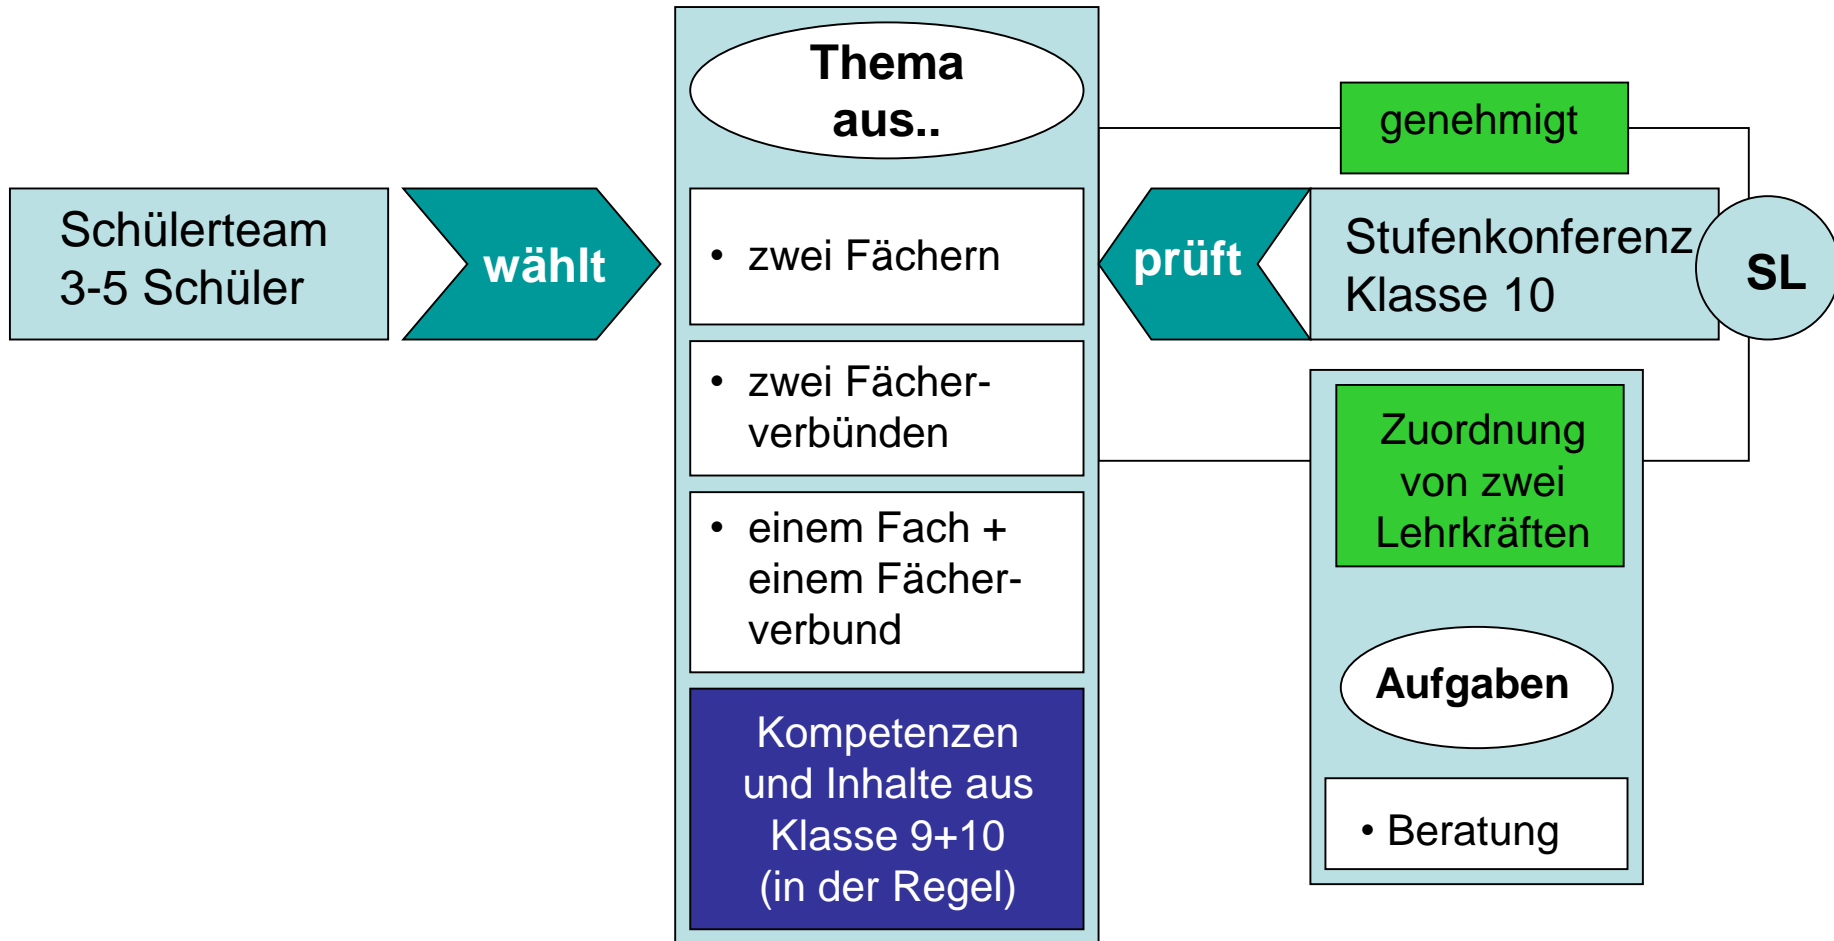 Schülerteam
3-5 Schüler
wählt
Thema
aus..
• zwei Fächern
• zwei Fächer-
verbünden
• einem Fach +
einem Fächer-
verbund
Kompetenzen
und Inhalte aus
Klasse 9+10
(in der Regel)
prüft
genehmigt
Stufenkonferenz
Klasse 10
SL
Zuordnung
von zwei
Lehrkräften
Aufgaben
• Beratung